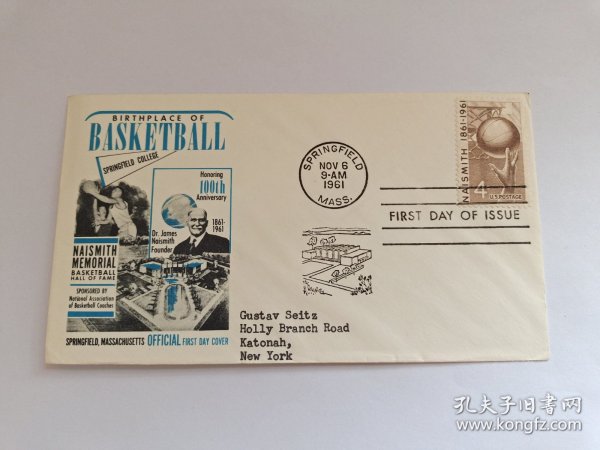 BIRTHPLACE OF
BASKETBALL
SPRINGFIELD COLLEGE
Honoring
100th
Anniversary
1861-
1961
Dr. James
Naismith
Founder
NAISMITH
MEMORIAL
BASKETBALL
HALL OF FAME
SPONSORED BY
National Association
of Basketball Coaches
SPRINGFIELD, MASSACHUSETTS OFFICIAL FIRST DAY COVER
SPRINGFIELD
NOV 6
9-AM
1961
MASS.
NAISMITH 1861-1961
4¢
U.S. POSTAGE
FIRST DAY OF ISSUE
Gustav Seitz
Holly Branch Road
Katonah,
New York
孔夫子旧书网
www.kongfz.com